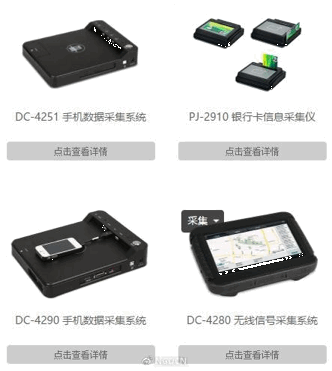 DC-4251 手机数据采集系统
PJ-2910 银行卡信息采集仪
点击查看详情
点击查看详情
采集
DC-4290 手机数据采集系统
DC-4280 无线信号采集系统
点击查看详情
点击查看详情